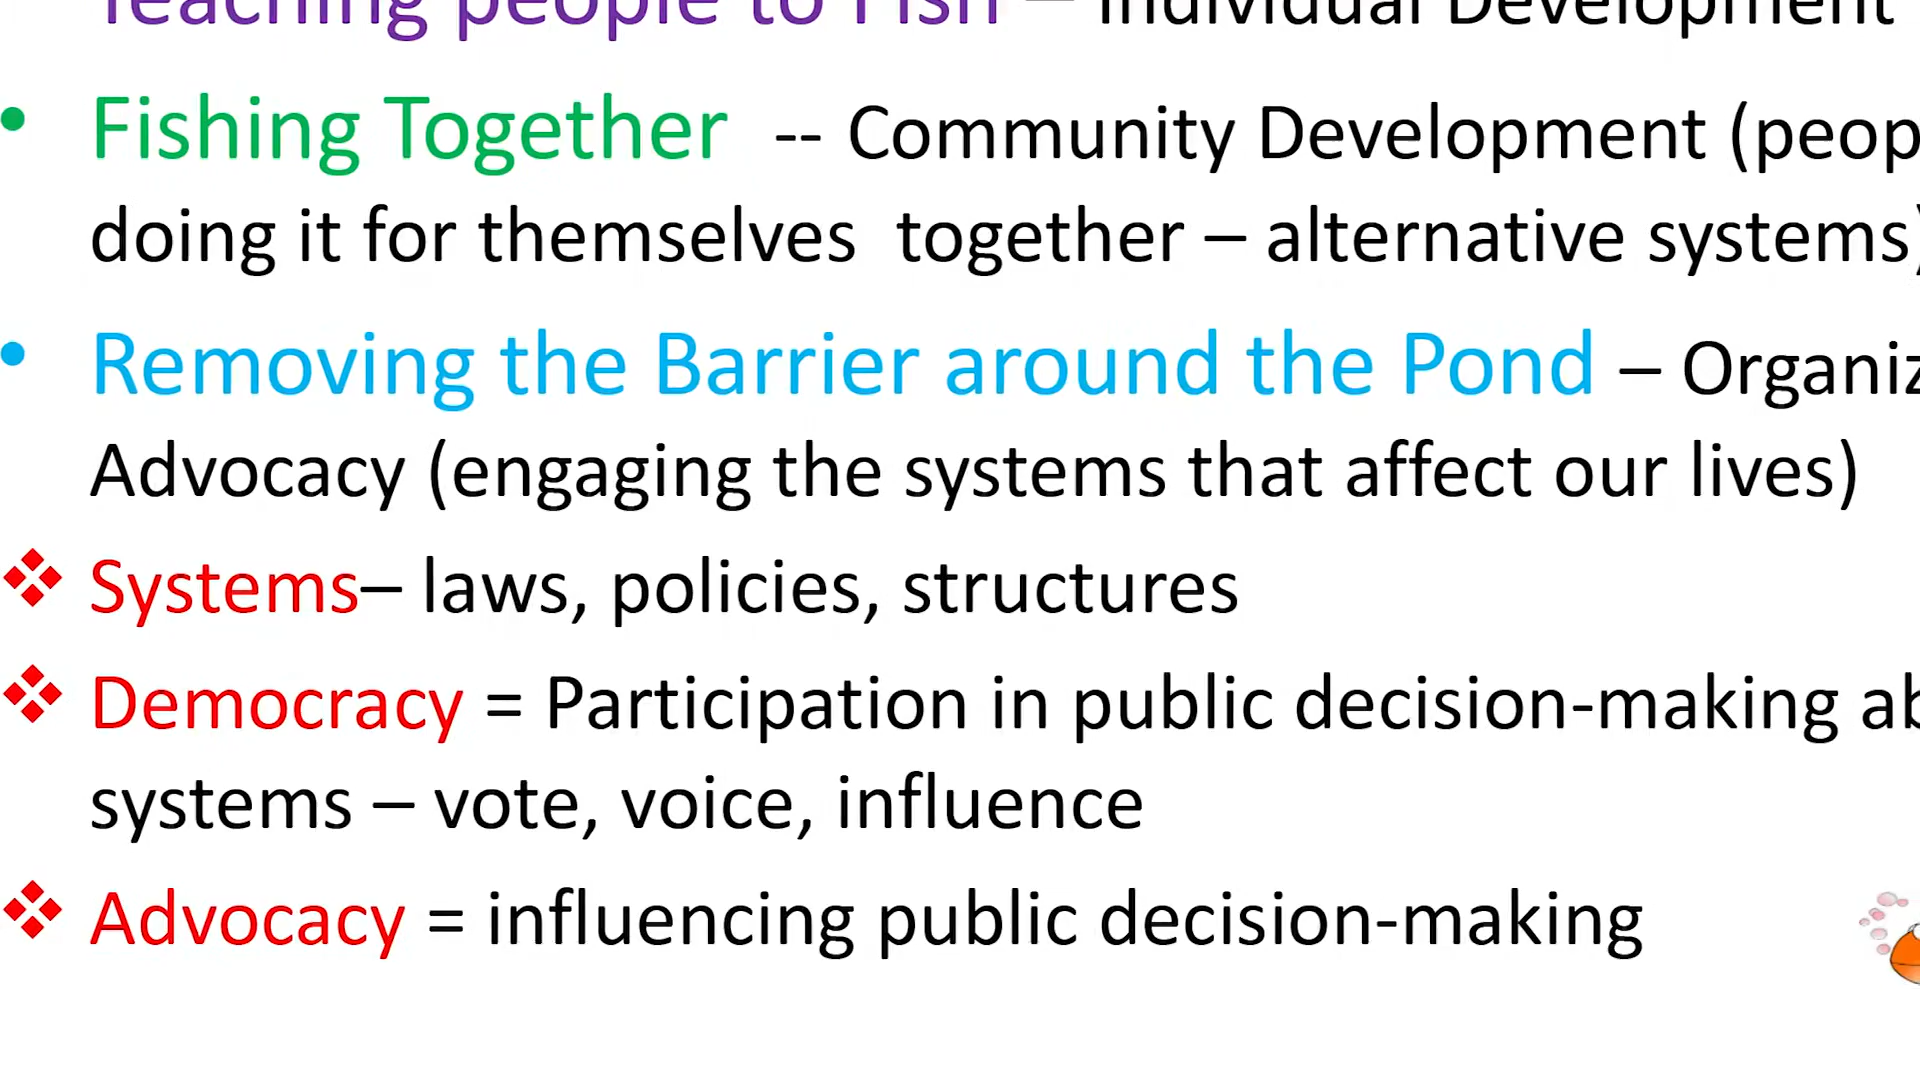 Teaching people to Fish – Individual Development
• Fishing Together -- Community Development (peop
doing it for themselves together – alternative systems)
• Removing the Barrier around the Pond – Organiz
Advocacy (engaging the systems that affect our lives)
❖ Systems– laws, policies, structures
❖ Democracy = Participation in public decision-making ab
systems – vote, voice, influence
❖ Advocacy = influencing public decision-making